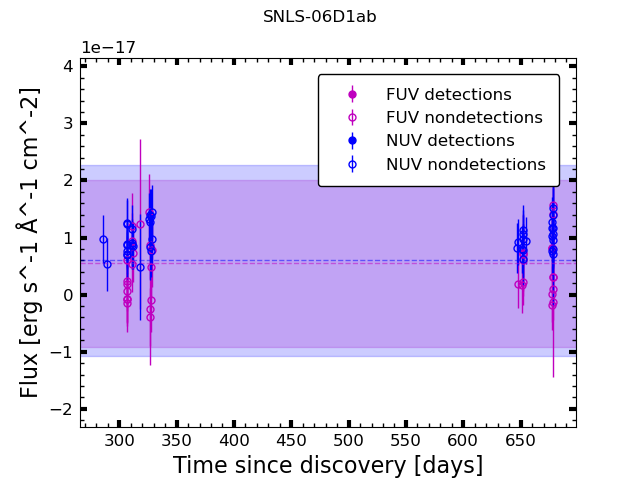 SNLS-06D1ab
1e−17
FUV detections
FUV nondetections
NUV detections
NUV nondetections
4
3
2
1
0
−1
−2
Flux [erg s^-1 Å^-1 cm^-2]
300 350 400 450 500 550 600 650
Time since discovery [days]